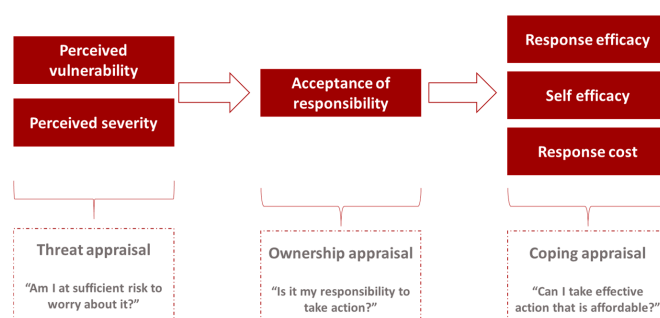 Perceived
vulnerability
Perceived severity
Acceptance of
responsibility
Response efficacy
Self efficacy
Response cost
Threat appraisal
“Am I at sufficient risk to
worry about it?”
Ownership appraisal
“Is it my responsibility to
take action?”
Coping appraisal
“Can I take effective
action that is affordable?”